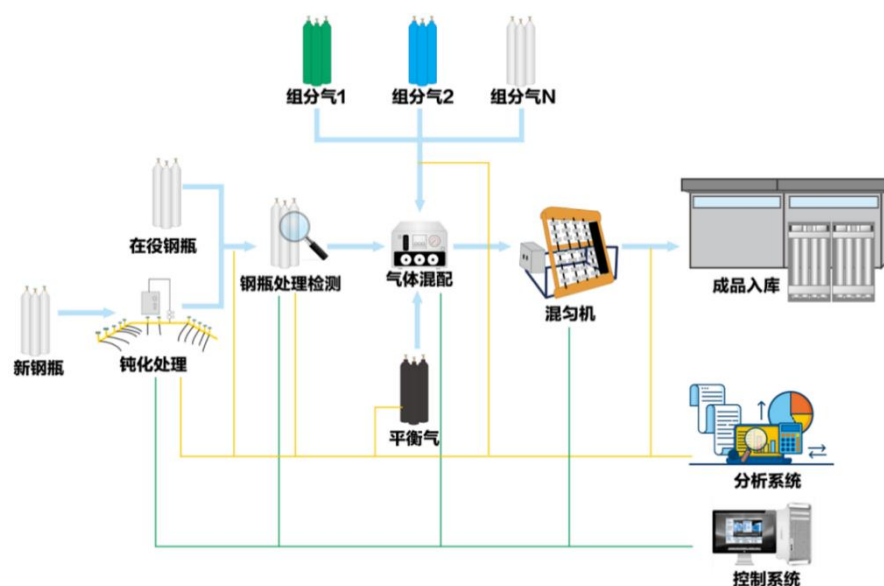 组分气1
组分气2
组分气N
在役钢瓶
钢瓶处理检测
气体混配
混匀机
成品入库
新钢瓶
钝化处理
平衡气
分析系统
控制系统